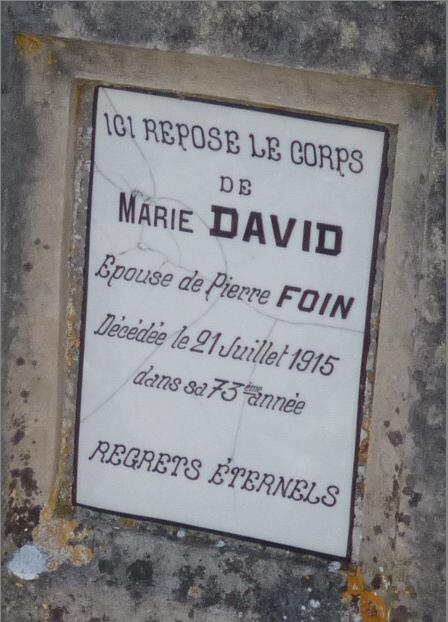 ICI REPOSE LE CORPS
DE
MARIE DAVID
Epouse de Pierre FOIN
Décédée le 21 Juillet 1915
dans sa 73ème année
REGRETS ÉTERNELS